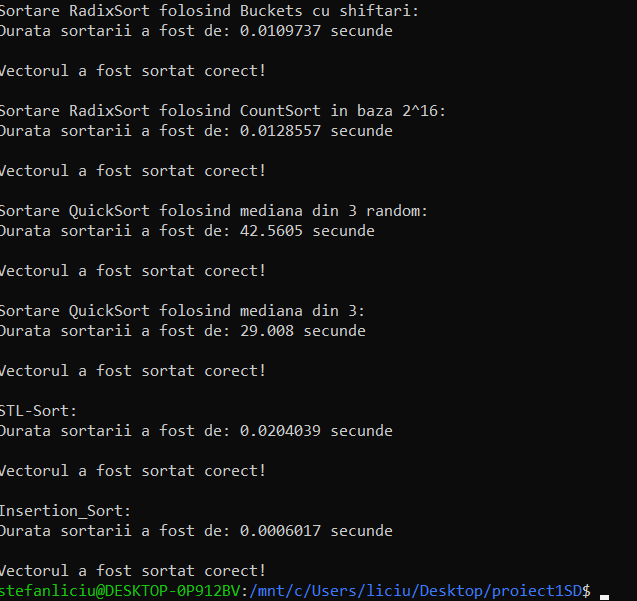 Sortare RadixSort folosind Buckets cu shiftari:
Durata sortarii a fost de: 0.0109737 secunde
Vectorul a fost sortat corect!
Sortare RadixSort folosind CountSort in baza 2^16:
Durata sortarii a fost de: 0.0128557 secunde
Vectorul a fost sortat corect!
Sortare QuickSort folosind mediana din 3 random:
Durata sortarii a fost de: 42.5605 secunde
Vectorul a fost sortat corect!
Sortare QuickSort folosind mediana din 3:
Durata sortarii a fost de: 29.008 secunde
Vectorul a fost sortat corect!
STL-Sort:
Durata sortarii a fost de: 0.0204039 secunde
Vectorul a fost sortat corect!
Insertion_Sort:
Durata sortarii a fost de: 0.0006017 secunde
Vectorul a fost sortat corect!
stefanliciu@DESKTOP-0P912BV:/mnt/c/Users/liciu/Desktop/proiect1SD$